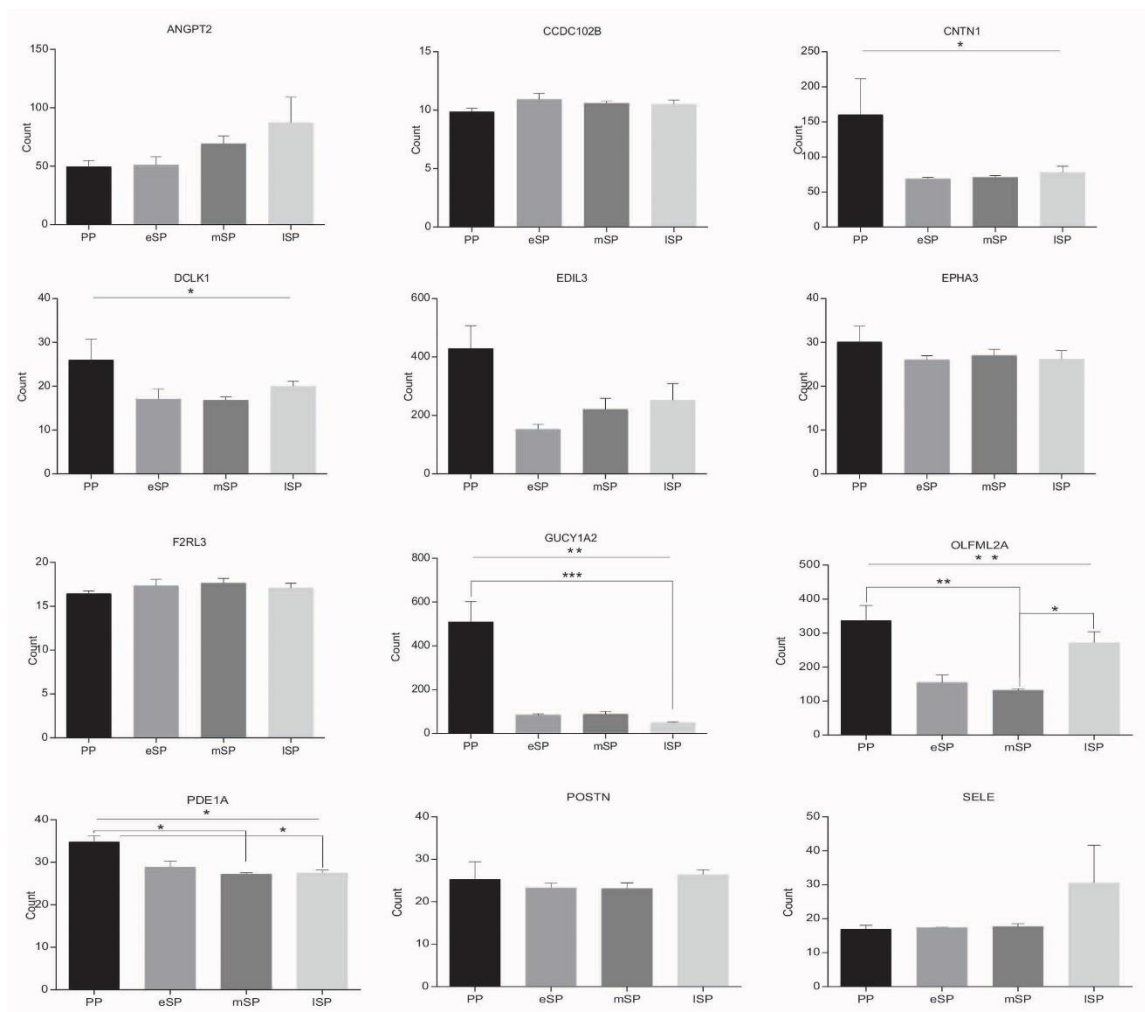 ANGPT2
150
100
50
0
Count
PP eSP mSP lSP
CCDC102B
15
10
5
0
Count
PP eSP mSP lSP
CNTN1
*
250
200
150
100
50
0
Count
PP eSP mSP lSP
DCLK1
*
40
30
20
10
0
Count
PP eSP mSP lSP
EDIL3
600
400
200
0
Count
PP eSP mSP lSP
EPHA3
40
30
20
10
0
Count
PP eSP mSP lSP
F2RL3
20
15
10
5
0
Count
PP eSP mSP lSP
GUCY1A2
**
***
800
600
400
200
0
Count
PP eSP mSP lSP
OLFML2A
* *
**
*
500
400
300
200
100
0
Count
PP eSP mSP lSP
PDE1A
*
* *
40
30
20
10
0
Count
PP eSP mSP lSP
POSTN
40
30
20
10
0
Count
PP eSP mSP lSP
SELE
50
40
30
20
10
0
Count
PP eSP mSP lSP